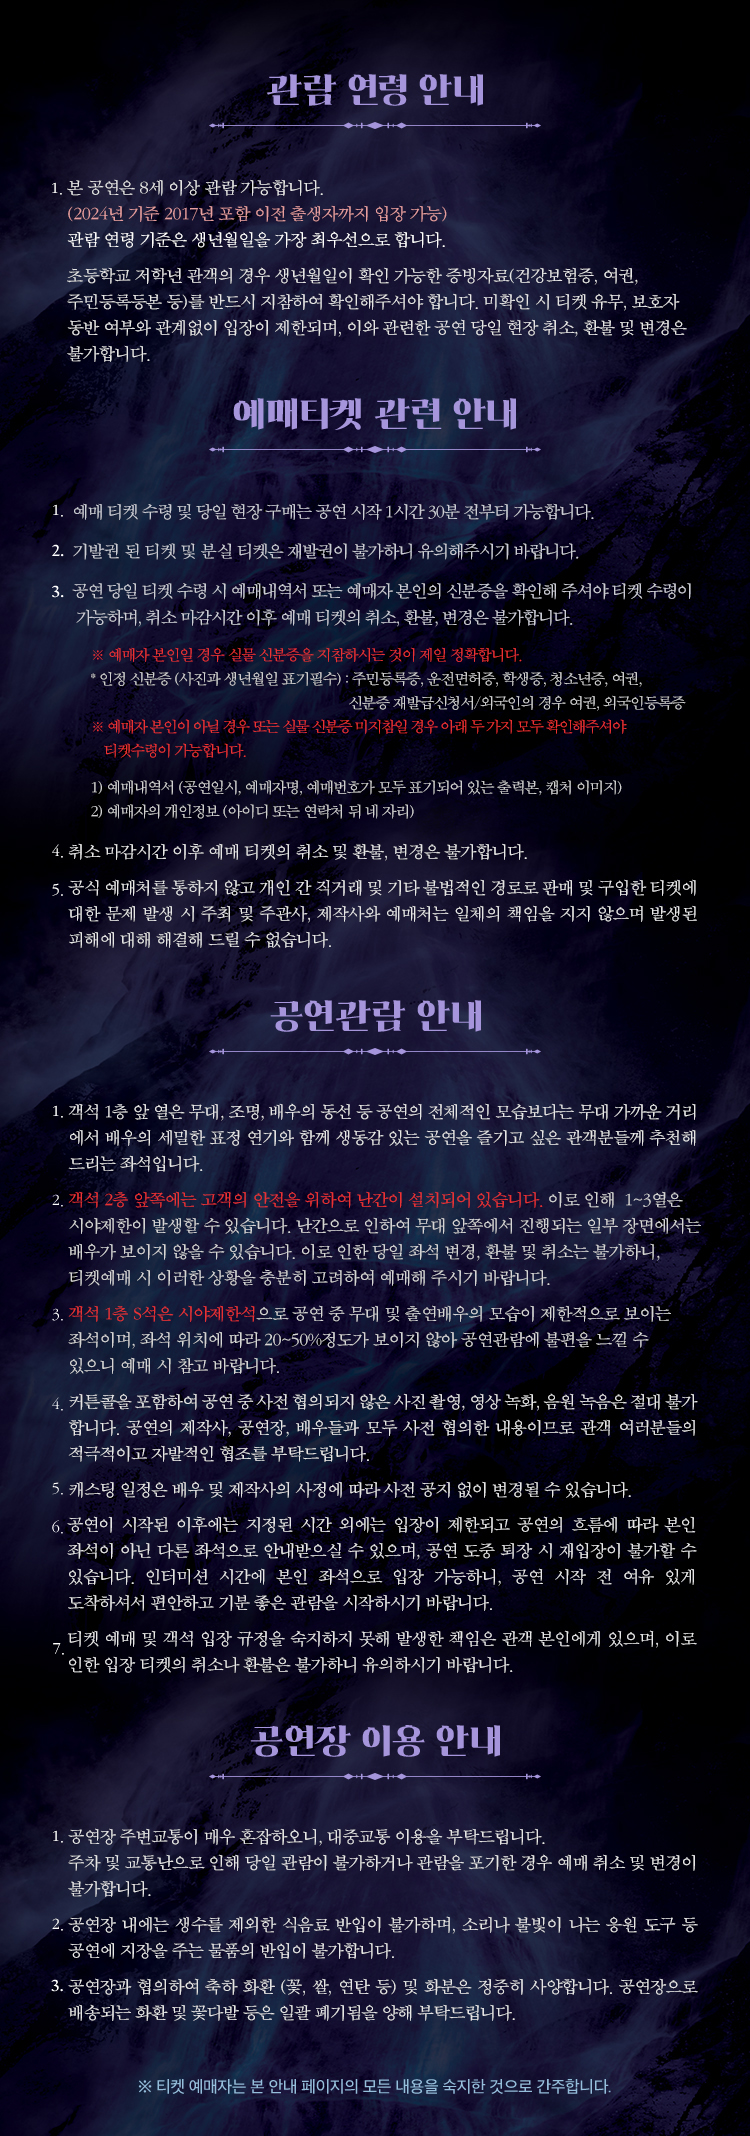 관람 연령 안내
1. 본 공연은 8세 이상 관람 가능합니다.
(2024년 기준 2017년 포함 이전 출생자까지 입장 가능)
관람 연령 기준은 생년월일을 가장 최우선으로 합니다.
초등학교 저학년 관객의 경우 생년월일이 확인 가능한 증빙자료(건강보험증, 여권,
주민등록등본 등)를 반드시 지참하여 확인해주셔야 합니다. 미확인 시 티켓 유무, 보호자
동반 여부와 관계없이 입장이 제한되며, 이와 관련한 공연 당일 현장 취소, 환불 및 변경은
불가합니다.
예매티켓 관련 안내
1. 예매 티켓 수령 및 당일 현장 구매는 공연 시작 1시간 30분 전부터 가능합니다.
2. 기발권 된 티켓 및 분실 티켓은 재발권이 불가하니 유의해주시기 바랍니다.
3. 공연 당일 티켓 수령 시 예매내역서 또는 예매자 본인의 신분증을 확인해 주셔야 티켓 수령이
가능하며, 취소 마감시간 이후 예매 티켓의 취소, 환불, 변경은 불가합니다.
※ 예매자 본인일 경우 실물 신분증을 지참하시는 것이 제일 정확합니다.
* 인정 신분증 (사진과 생년월일 표기필수) : 주민등록증, 운전면허증, 학생증, 청소년증, 여권,
신분증 재발급신청서/외국인의 경우 여권, 외국인등록증
※ 예매자 본인이 아닐 경우 또는 실물 신분증 미지참일 경우 아래 두 가지 모두 확인해주셔야
티켓수령이 가능합니다.
1) 예매내역서 (공연일시, 예매자명, 예매번호가 모두 표기되어 있는 출력본, 캡처 이미지)
2) 예매자의 개인정보 (아이디 또는 연락처 뒤 네 자리)
4. 취소 마감시간 이후 예매 티켓의 취소 및 환불, 변경은 불가합니다.
5. 공식 예매처를 통하지 않고 개인 간 직거래 및 기타 불법적인 경로로 판매 및 구입한 티켓에
대한 문제 발생 시 주최 및 주관사, 제작사와 예매처는 일체의 책임을 지지 않으며 발생된
피해에 대해 해결해 드릴 수 없습니다.
공연관람 안내
1. 객석 1층 앞 열은 무대, 조명, 배우의 동선 등 공연의 전체적인 모습보다는 무대 가까운 거리
에서 배우의 세밀한 표정 연기와 함께 생동감 있는 공연을 즐기고 싶은 관객분들께 추천해
드리는 좌석입니다.
2. 객석 2층 앞쪽에는 고객의 안전을 위하여 난간이 설치되어 있습니다. 이로 인해 1~3열은
시야제한이 발생할 수 있습니다. 난간으로 인하여 무대 앞쪽에서 진행되는 일부 장면에서는
배우가 보이지 않을 수 있습니다. 이로 인한 당일 좌석 변경, 환불 및 취소는 불가하니,
티켓예매 시 이러한 상황을 충분히 고려하여 예매해 주시기 바랍니다.
3. 객석 1층 S석은 시야제한석으로 공연 중 무대 및 출연배우의 모습이 제한적으로 보이는
좌석이며, 좌석 위치에 따라 20~50%정도가 보이지 않아 공연관람에 불편을 느낄 수
있으니 예매 시 참고 바랍니다.
4. 커튼콜을 포함하여 공연 중 사전 협의되지 않은 사진 촬영, 영상 녹화, 음원 녹음은 절대 불가
합니다. 공연의 제작사, 공연장, 배우들과 모두 사전 협의한 내용이므로 관객 여러분들의
적극적이고 자발적인 협조를 부탁드립니다.
5. 캐스팅 일정은 배우 및 제작사의 사정에 따라 사전 공지 없이 변경될 수 있습니다.
6. 공연이 시작된 이후에는 지정된 시간 외에는 입장이 제한되고 공연의 흐름에 따라 본인
좌석이 아닌 다른 좌석으로 안내받으실 수 있으며, 공연 도중 퇴장 시 재입장이 불가할 수
있습니다. 인터미션 시간에 본인 좌석으로 입장 가능하니, 공연 시작 전 여유 있게
도착하셔서 편안하고 기분 좋은 관람을 시작하시기 바랍니다.
7. 티켓 예매 및 객석 입장 규정을 숙지하지 못해 발생한 책임은 관객 본인에게 있으며, 이로
인한 입장 티켓의 취소나 환불은 불가하니 유의하시기 바랍니다.
공연장 이용 안내
1. 공연장 주변교통이 매우 혼잡하오니, 대중교통 이용을 부탁드립니다.
주차 및 교통난으로 인해 당일 관람이 불가하거나 관람을 포기한 경우 예매 취소 및 변경이
불가합니다.
2. 공연장 내에는 생수를 제외한 식음료 반입이 불가하며, 소리나 불빛이 나는 응원 도구 등
공연에 지장을 주는 물품의 반입이 불가합니다.
3. 공연장과 협의하여 축하 화환 (꽃, 쌀, 연탄 등) 및 화분은 정중히 사양합니다. 공연장으로
배송되는 화환 및 꽃다발 등은 일괄 폐기됨을 양해 부탁드립니다.
※ 티켓 예매자는 본 안내 페이지의 모든 내용을 숙지한 것으로 간주합니다.